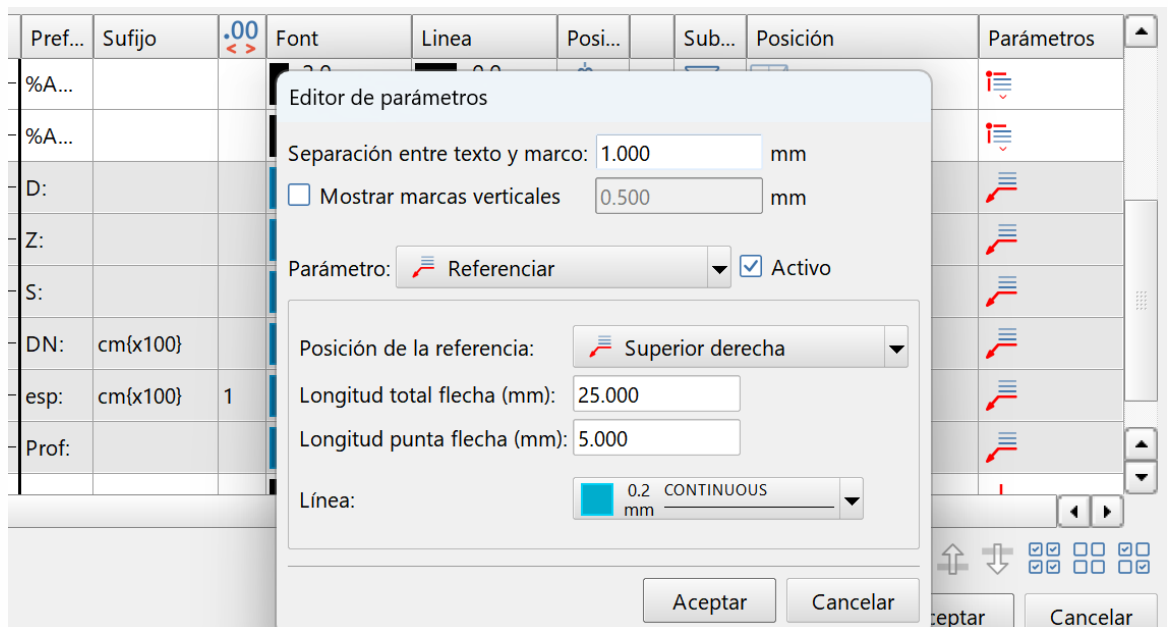 Pref... Sufijo .00 Font Linea Posi... Sub... Posición Parámetros
%A...
Editor de parámetros
Separación entre texto y marco: 1.000 mm
%A...
D: Mostrar marcas verticales 0.500 mm
Z:
Parámetro: Referenciar Activo
S:
DN: cm{x100} Posición de la referencia: Superior derecha
esp: cm{x100} 1 Longitud total flecha (mm): 25.000
Prof: Longitud punta flecha (mm): 5.000
Línea: 0.2 mm CONTINUOUS
Aceptar Cancelar
Cancelar